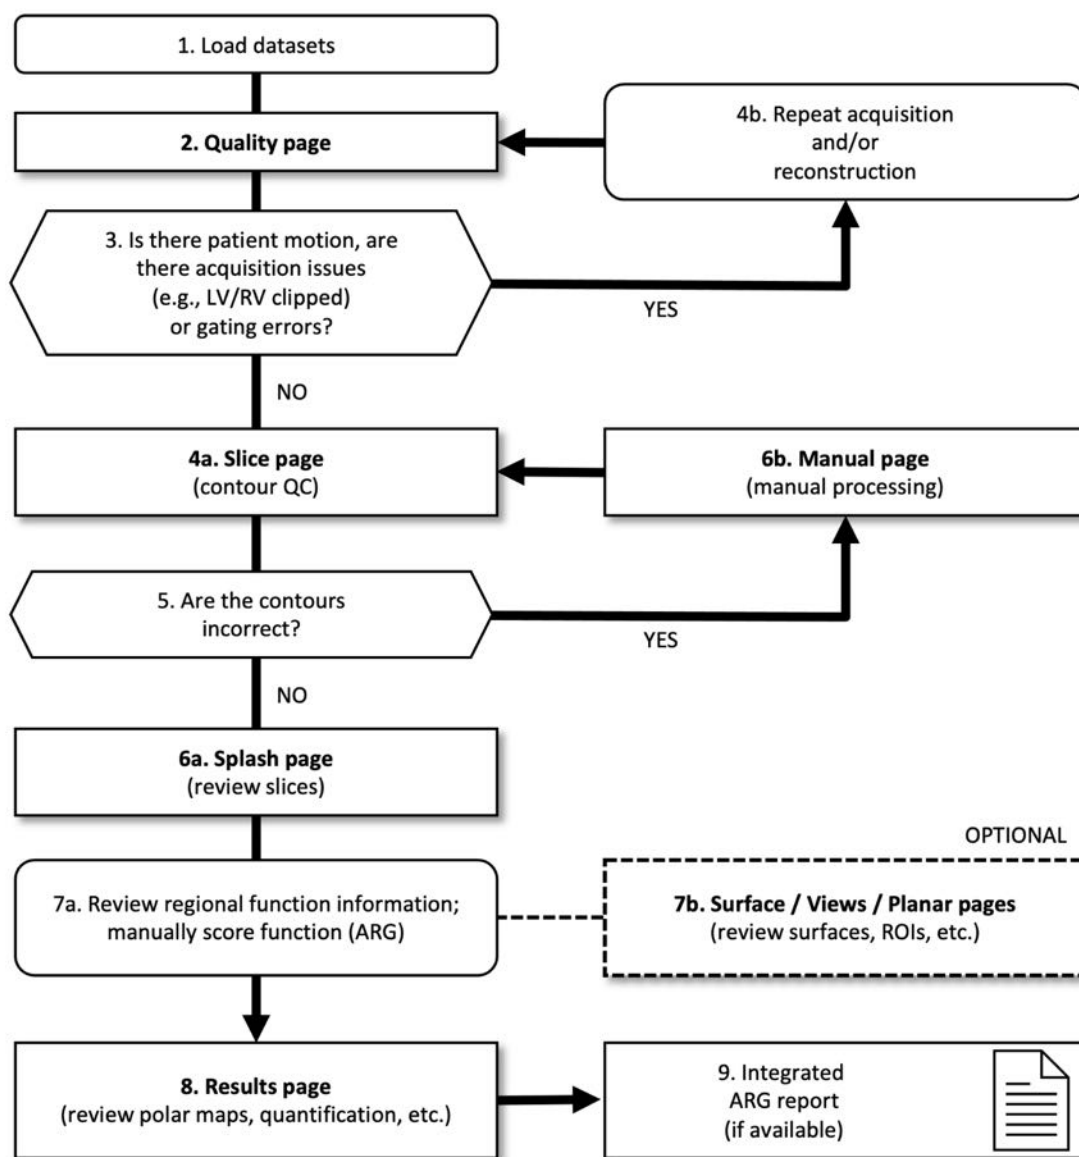 1. Load datasets
2. Quality page
4b. Repeat acquisition
and/or
reconstruction
3. Is there patient motion, are
there acquisition issues
(e.g., LV/RV clipped)
or gating errors?
YES
NO
4a. Slice page
(contour QC)
6b. Manual page
(manual processing)
5. Are the contours
incorrect?
YES
NO
6a. Splash page
(review slices)
OPTIONAL
7a. Review regional function information;
manually score function (ARG)
7b. Surface / Views / Planar pages
(review surfaces, ROIs, etc.)
8. Results page
(review polar maps, quantification, etc.)
9. Integrated
ARG report
(if available)